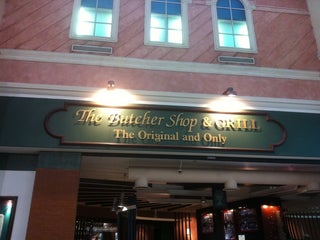 The Butcher Shop & GRILL
The Original and Only